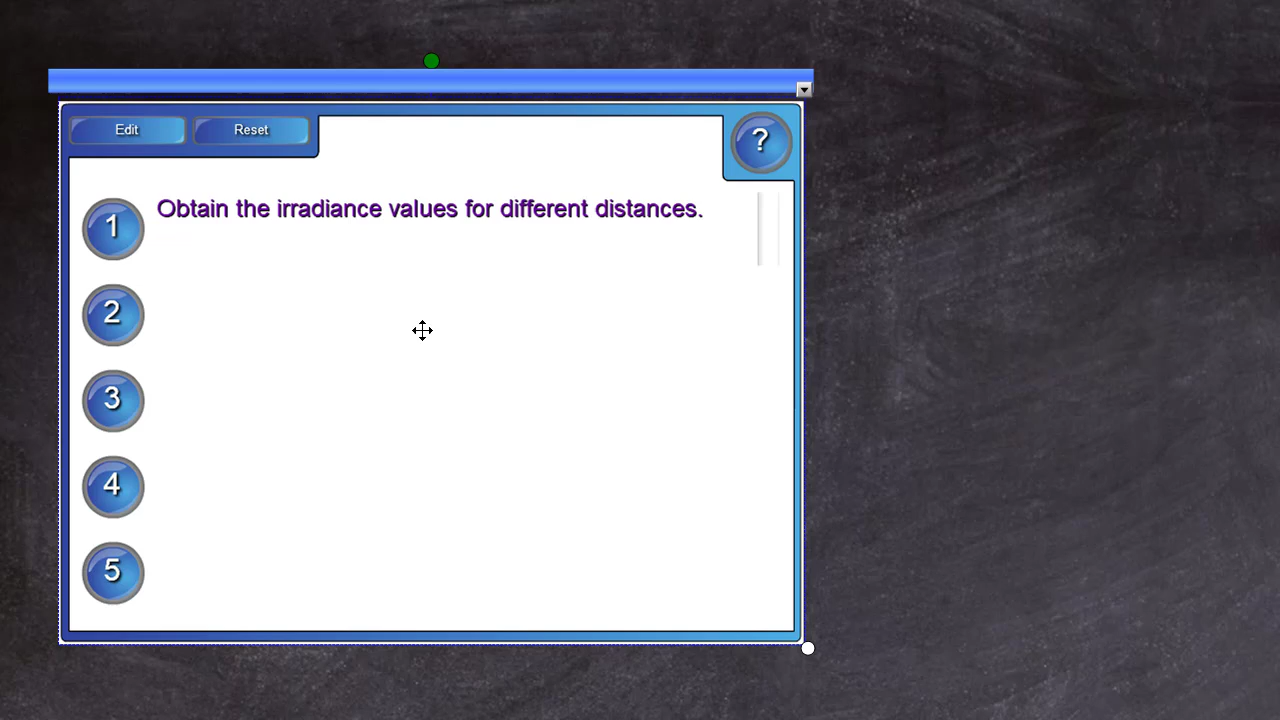 Edit
Reset
?
1
Obtain the irradiance values for different distances.
2
3
4
5